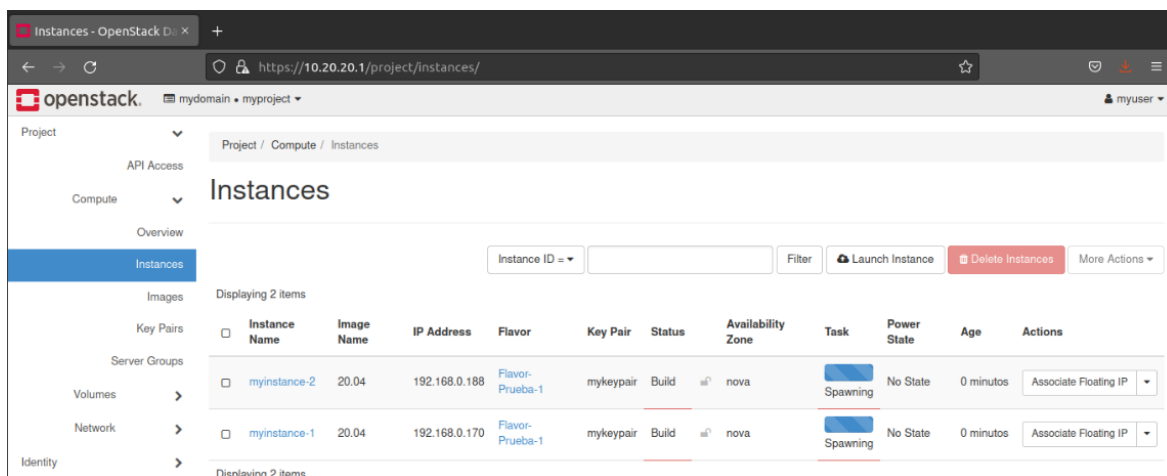 Instances - OpenStack Da
https://10.20.20.1/project/instances/
openstack. mydomain • myproject
myuser
Project
API Access
Compute
Overview
Instances
Images
Key Pairs
Server Groups
Volumes
Network
Identity
Project / Compute / Instances
Instances
Instance ID = Filter Launch Instance Delete Instances More Actions
Displaying 2 items
Instance Name Image Name IP Address Flavor Key Pair Status Availability Zone Task Power State Age Actions
myinstance-2 20.04 192.168.0.188 Flavor-Prueba-1 mykeypair Build nova Spawning No State 0 minutos Associate Floating IP
myinstance-1 20.04 192.168.0.170 Flavor-Prueba-1 mykeypair Build nova Spawning No State 0 minutos Associate Floating IP
Displaying 2 items